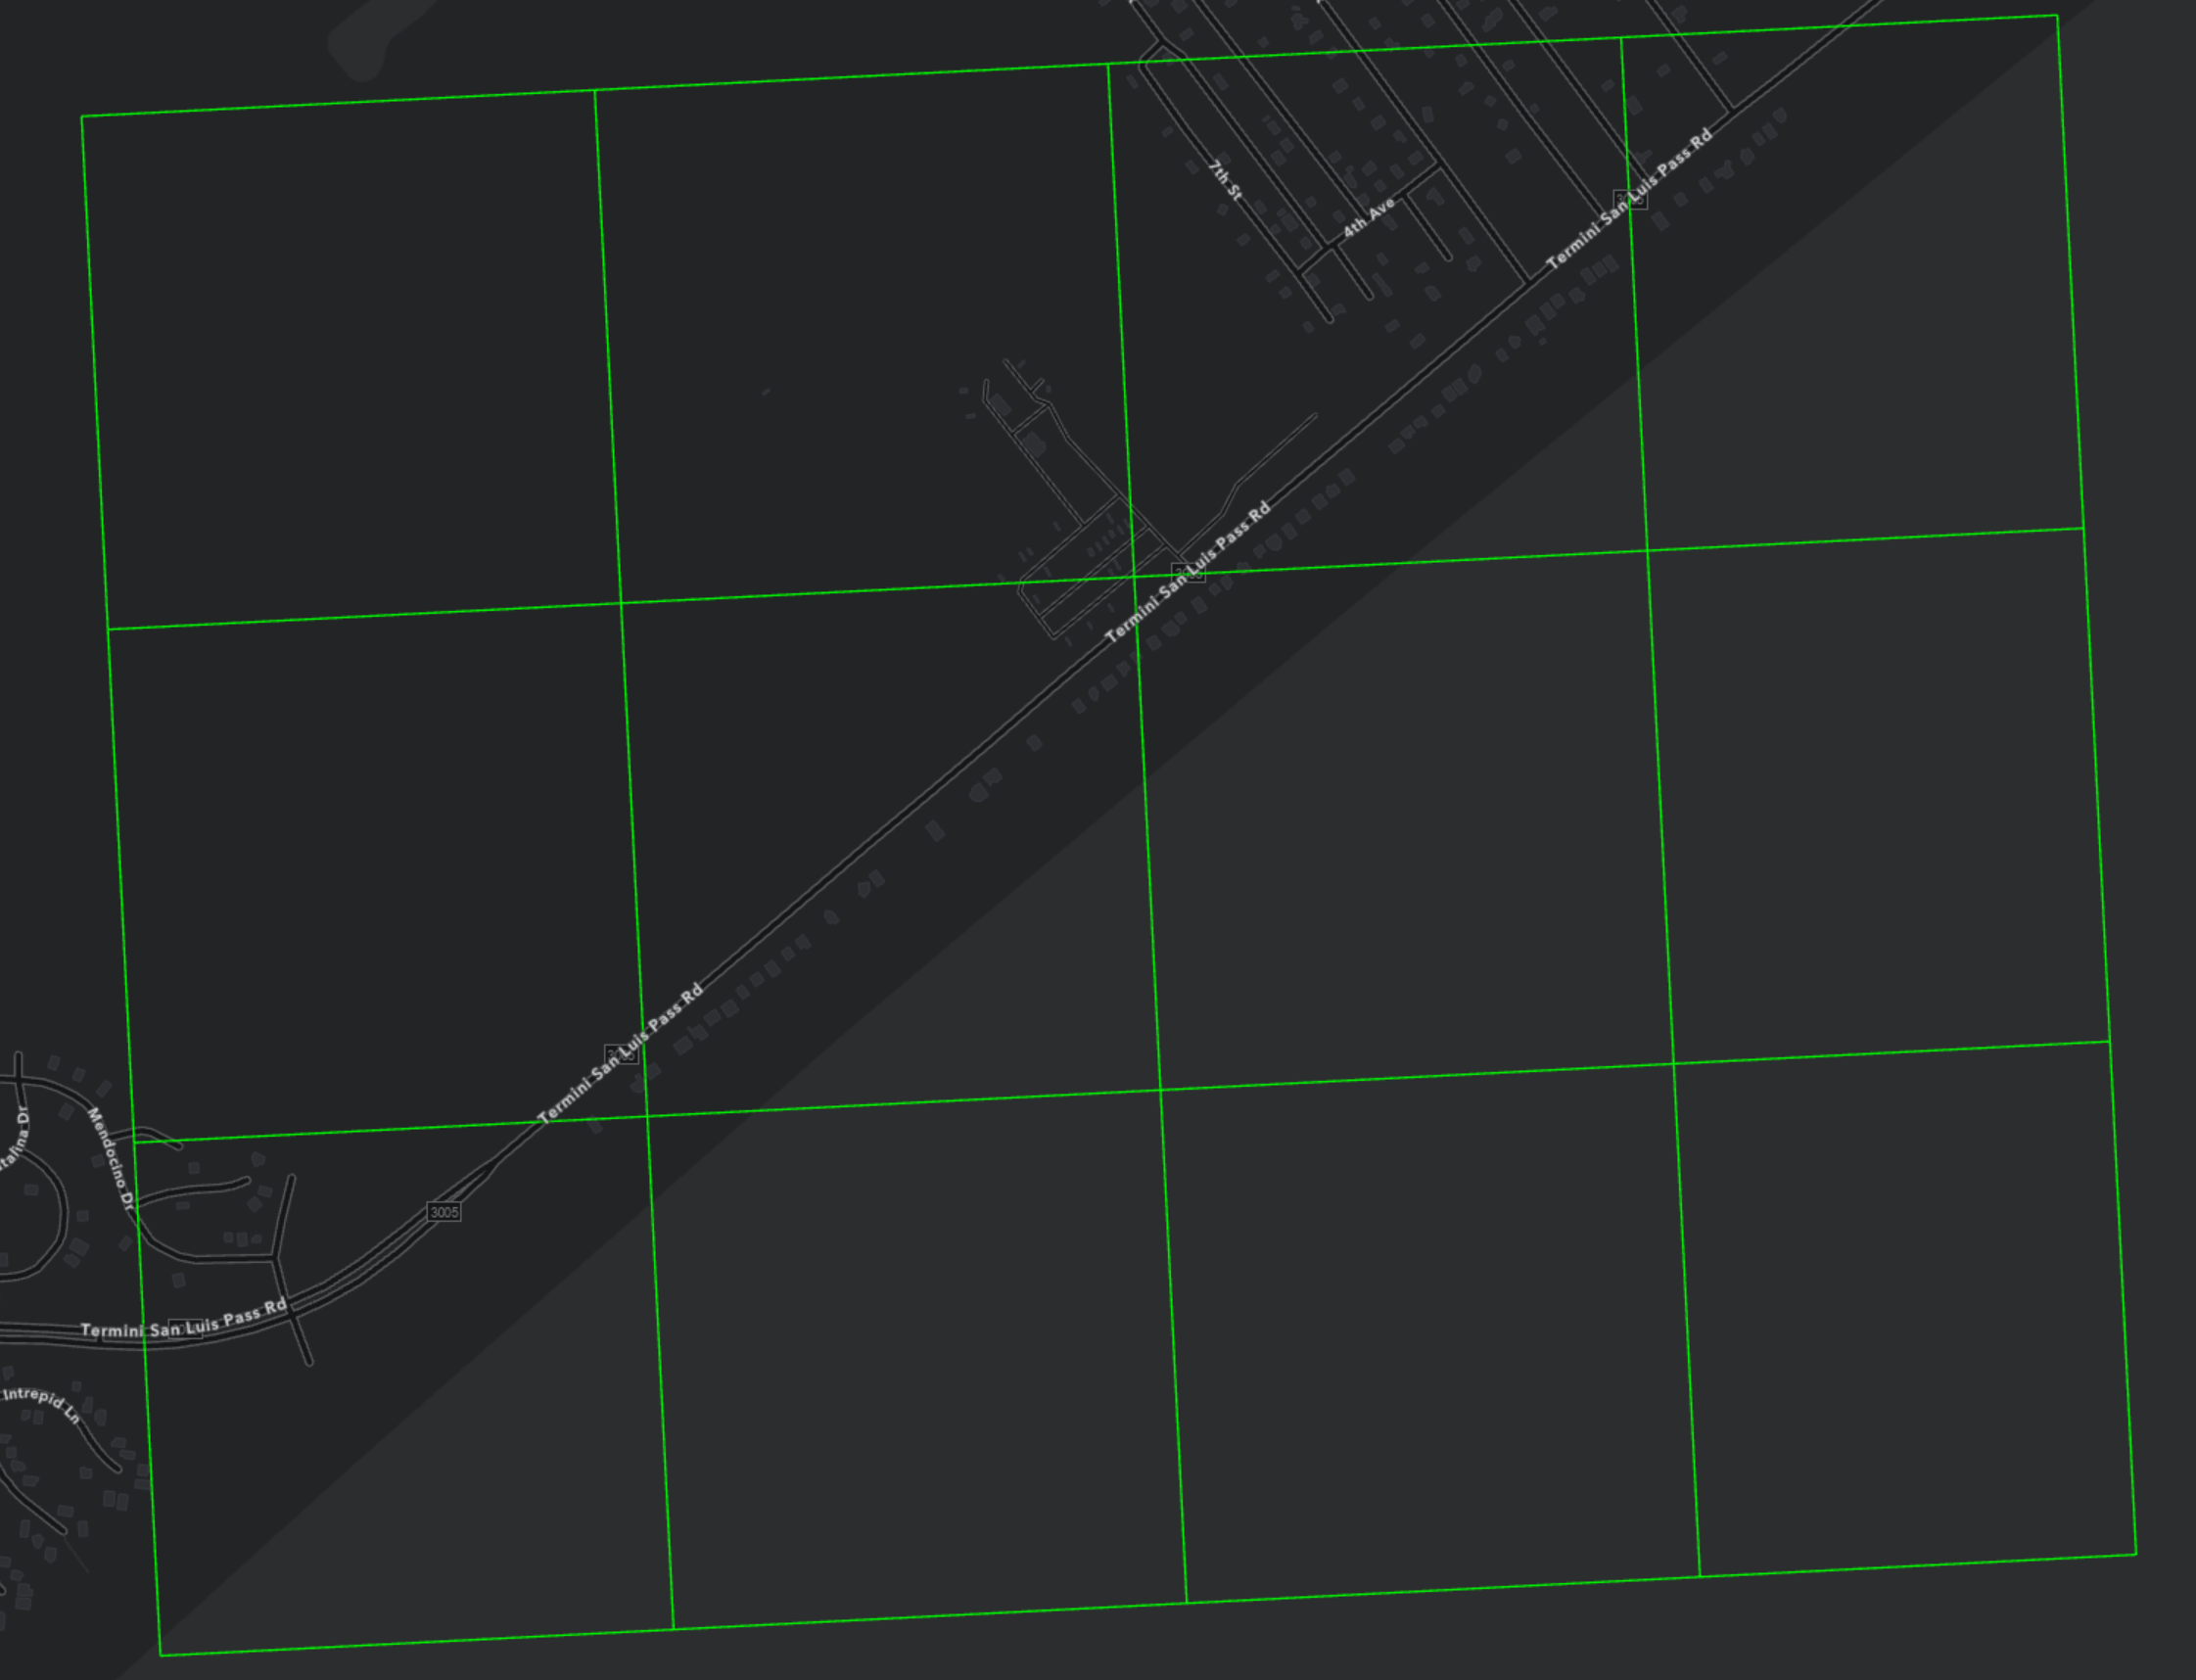 7th St
4th Ave
Termini San Luis Pass Rd
Termini San Luis Pass Rd
Termini San Luis Pass Rd
Mendocino Dr
3005
Termini San Luis Pass Rd
Intrepid Ln